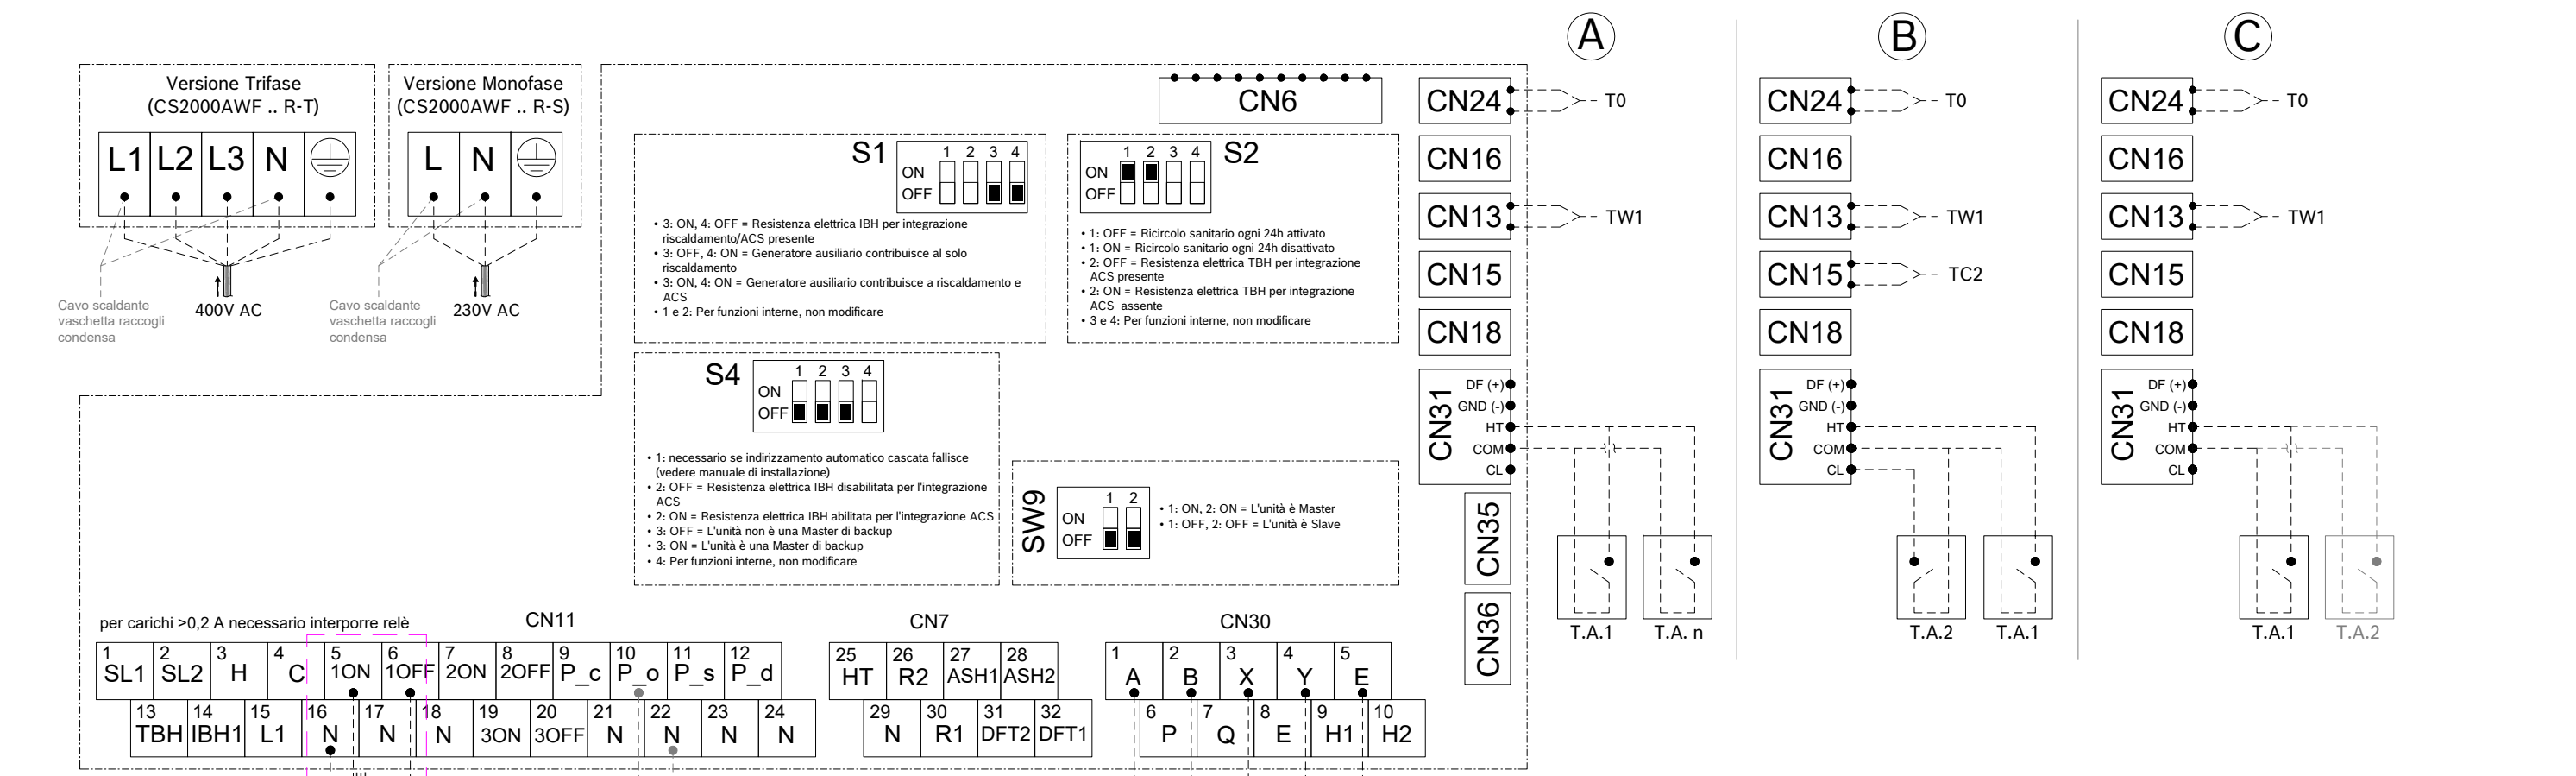 A
B
C
Versione Trifase
(CS2000AWF .. R-T)
L1 L2 L3 N
Cavo scaldante
vaschetta raccogli
condensa
400V AC
Versione Monofase
(CS2000AWF .. R-S)
L N
Cavo scaldante
vaschetta raccogli
condensa
230V AC
CN6
S1
1 2 3 4
ON
OFF
• 3: ON, 4: OFF = Resistenza elettrica IBH per integrazione
riscaldamento/ACS presente
• 3: OFF, 4: ON = Generatore ausiliario contribuisce al solo
riscaldamento
• 3: ON, 4: ON = Generatore ausiliario contribuisce a riscaldamento e
ACS
• 1 e 2: Per funzioni interne, non modificare
S2
1 2 3 4
ON
OFF
• 1: OFF = Ricircolo sanitario ogni 24h attivato
• 1: ON = Ricircolo sanitario ogni 24h disattivato
• 2: OFF = Resistenza elettrica TBH per integrazione
ACS presente
• 2: ON = Resistenza elettrica TBH per integrazione
ACS assente
• 3 e 4: Per funzioni interne, non modificare
S4
1 2 3 4
ON
OFF
• 1: necessario se indirizzamento automatico cascata fallisce
(vedere manuale di installazione)
• 2: OFF = Resistenza elettrica IBH disabilitata per l'integrazione
ACS
• 2: ON = Resistenza elettrica IBH abilitata per l'integrazione ACS
• 3: OFF = L'unità non è una Master di backup
• 3: ON = L'unità è una Master di backup
• 4: Per funzioni interne, non modificare
SW9
1 2
ON
OFF
• 1: ON, 2: ON = L'unità è Master
• 1: OFF, 2: OFF = L'unità è Slave
CN24 T0
CN16
CN13 TW1
CN15
CN18
CN31
DF (+)
GND (-)
HT
COM
CL
CN35
CN36
T.A.1 T.A. n
CN24 T0
CN16
CN13 TW1
CN15 TC2
CN18
CN31
DF (+)
GND (-)
HT
COM
CL
T.A.2 T.A.1
CN24 T0
CN16
CN13 TW1
CN15
CN18
CN31
DF (+)
GND (-)
HT
COM
CL
T.A.1 T.A.2
per carichi >0,2 A necessario interporre relè
CN11
1 2 3 4 5 6 7 8 9 10 11 12
SL1 SL2 H C 1ON 1OFF 2ON 2OFF P_c P_o P_s P_d
13 14 15 16 17 18 19 20 21 22 23 24
TBH IBH1 L1 N N N 3ON 3OFF N N N N
CN7
25 26 27 28
HT R2 ASH1 ASH2
29 30 31 32
N R1 DFT2 DFT1
CN30
1 2 3 4 5
A B X Y E
6 7 8 9 10
P Q E H1 H2